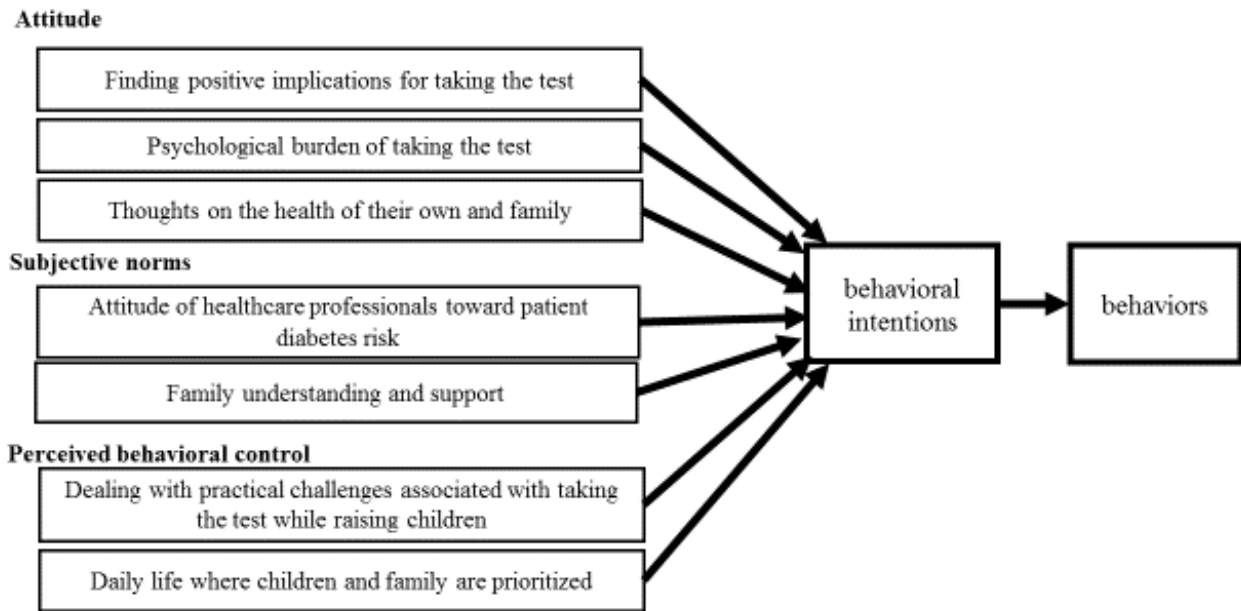 Attitude
Finding positive implications for taking the test
Psychological burden of taking the test
Thoughts on the health of their own and family
Subjective norms
Attitude of healthcare professionals toward patient
diabetes risk
Family understanding and support
Perceived behavioral control
Dealing with practical challenges associated with taking
the test while raising children
Daily life where children and family are prioritized
behavioral
intentions
behaviors